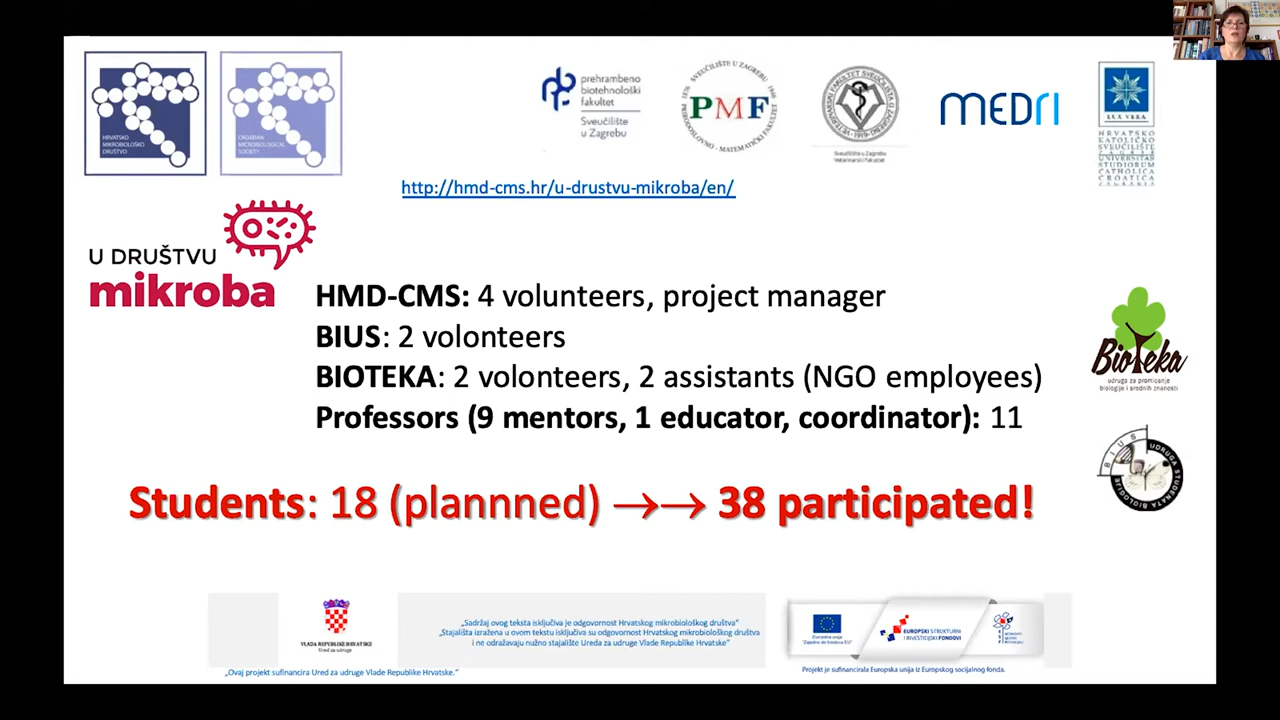 HRVATSKO
MIKROBIOLOŠKO
DRUŠTVO
CROATIAN
MICROBIOLOGICAL
SOCIETY
prehrambeno
biotehnološki
fakultet
Sveučilište
u Zagrebu
SVEUČILIŠTE U ZAGREBU
PMF
PRIRODOSLOVNO - MATEMATIČKI FAKULTET
Sveučilište u Zagrebu
Veterinarski fakultet
MEDRI
LUX VERA
HRVATSKO
KATOLIČKO
SVEUČILIŠTE
ZAGREB
UNIVERSITAS
STUDIORUM
CATHOLICA
CROATICA
ZAGRABIA
http://hmd-cms.hr/u-drustvu-mikroba/en/
U DRUŠTVU
mikroba
HMD-CMS: 4 volunteers, project manager
BIUS: 2 volonteers
BIOTEKA: 2 volonteers, 2 assistants (NGO employees)
Professors (9 mentors, 1 educator, coordinator): 11
BioTeka
udruga za promicanje
biologije i srodnih znanosti
BIUS UDRUGA STUDENATA BIOLOGIJE
Students: 18 (plannned) →→ 38 participated!
VLADA REPUBLIKE HRVATSKE
Ured za udruge
„Ovaj projekt sufinancira Ured za udruge Vlade Republike Hrvatske.“
„Sadržaj ovog teksta isključiva je odgovornost Hrvatskog mikrobiološkog društva“
“Stajališta izražena u ovom tekstu isključiva su odgovornost Hrvatskog mikrobiološkog društva
i ne odražavaju nužno stajalište Ureda za udruge Vlade Republike Hrvatske”
Europska unija
"Zajedno do fondova EU"
EUROPSKI STRUKTURNI
I INVESTICIJSKI FONDOVI
Projekt je sufinancirala Europska unija iz Europskog socijalnog fonda.